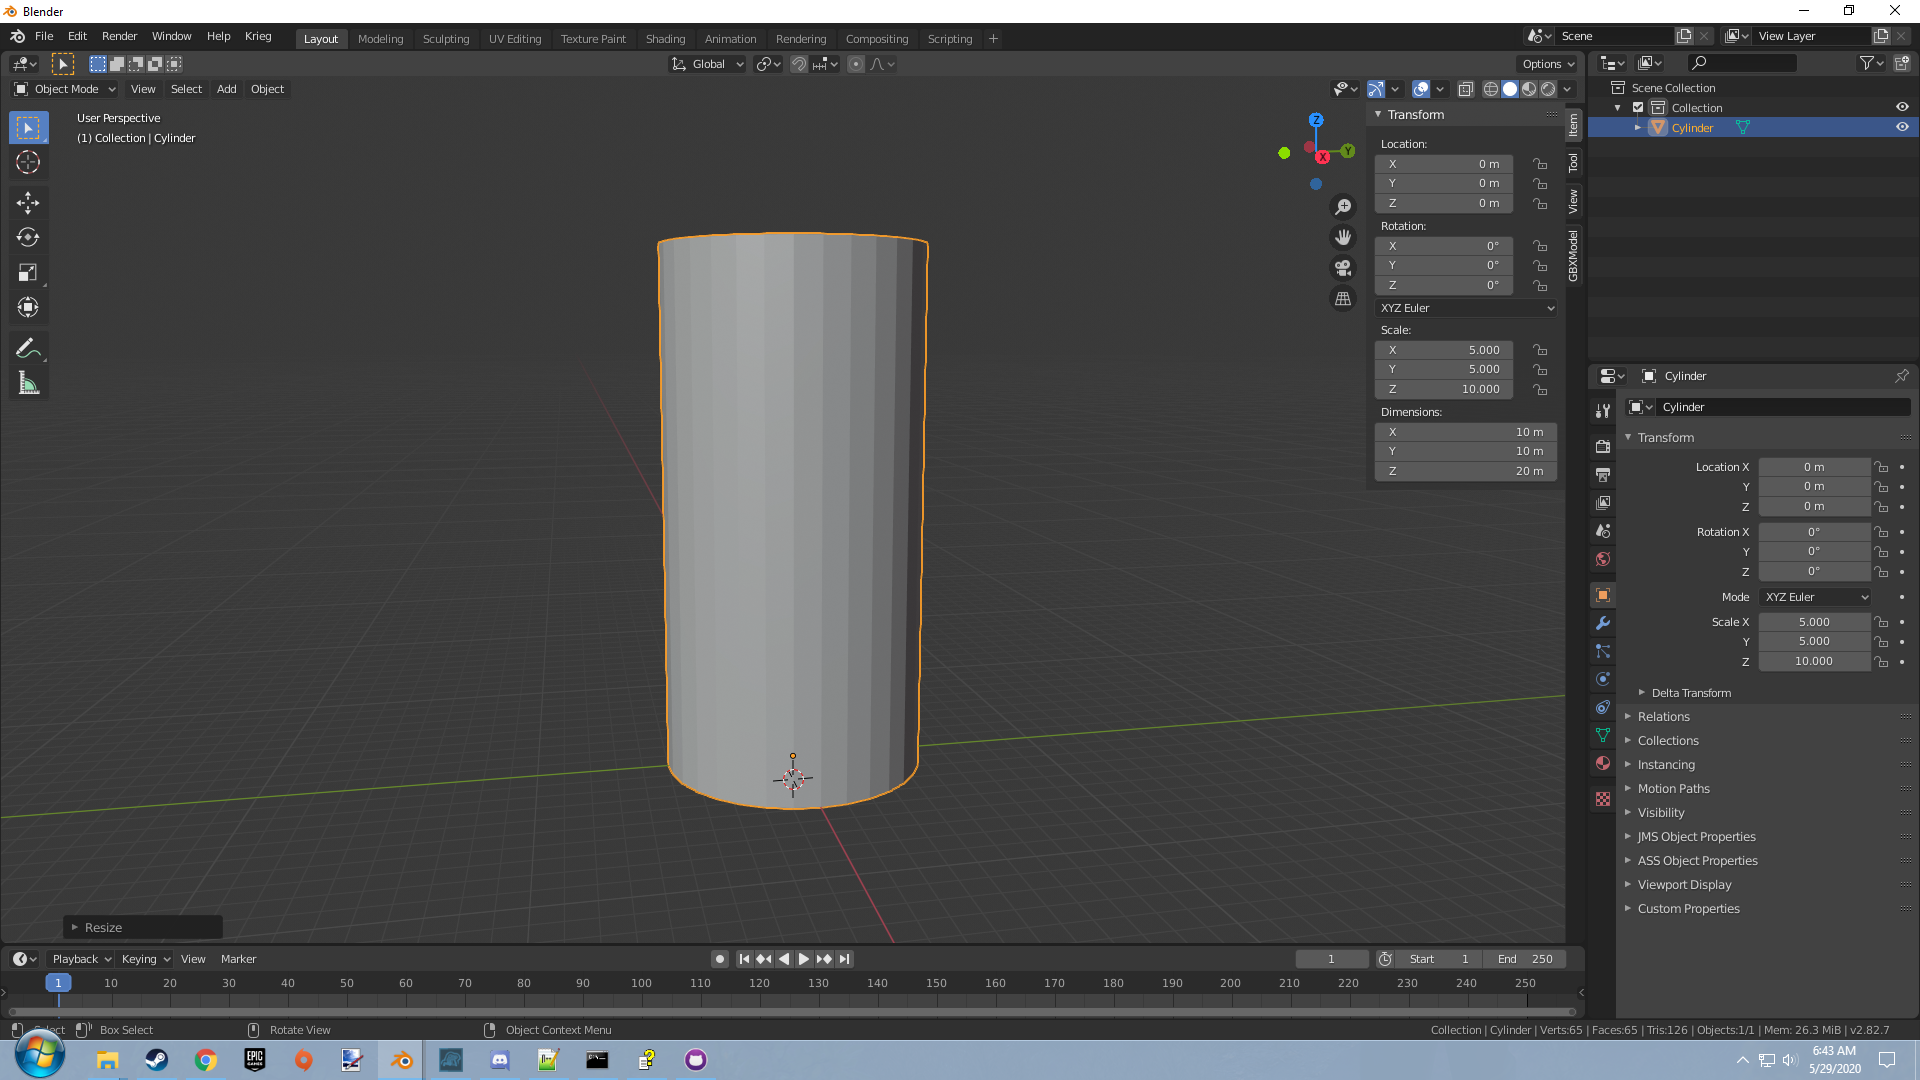 Blender
File Edit Render Window Help Krieg
Layout Modeling Sculpting UV Editing Texture Paint Shading Animation Rendering Compositing Scripting +
Scene
View Layer
Global
Options
Object Mode View Select Add Object
User Perspective
(1) Collection | Cylinder
Z
Y
X
Transform
Location:
X 0 m
Y 0 m
Z 0 m
Rotation:
X 0°
Y 0°
Z 0°
XYZ Euler
Scale:
X 5.000
Y 5.000
Z 10.000
Dimensions:
X 10 m
Y 10 m
Z 20 m
Item
Tool
View
GBXModel
Scene Collection
Collection
Cylinder
Cylinder
Cylinder
Transform
Location X 0 m
Y 0 m
Z 0 m
Rotation X 0°
Y 0°
Z 0°
Mode XYZ Euler
Scale X 5.000
Y 5.000
Z 10.000
Delta Transform
Relations
Collections
Instancing
Motion Paths
Visibility
JMS Object Properties
ASS Object Properties
Viewport Display
Custom Properties
Resize
Playback Keying View Marker
1
Start 1
End 250
1 10 20 30 40 50 60 70 80 90 100 110 120 130 140 150 160 170 180 190 200 210 220 230 240 250
Select
Box Select
Rotate View
Object Context Menu
Collection | Cylinder | Verts:65 | Faces:65 | Tris:126 | Objects:1/1 | Mem: 26.3 MiB | v2.82.7
EPIC
GAMES
6:43 AM
5/29/2020